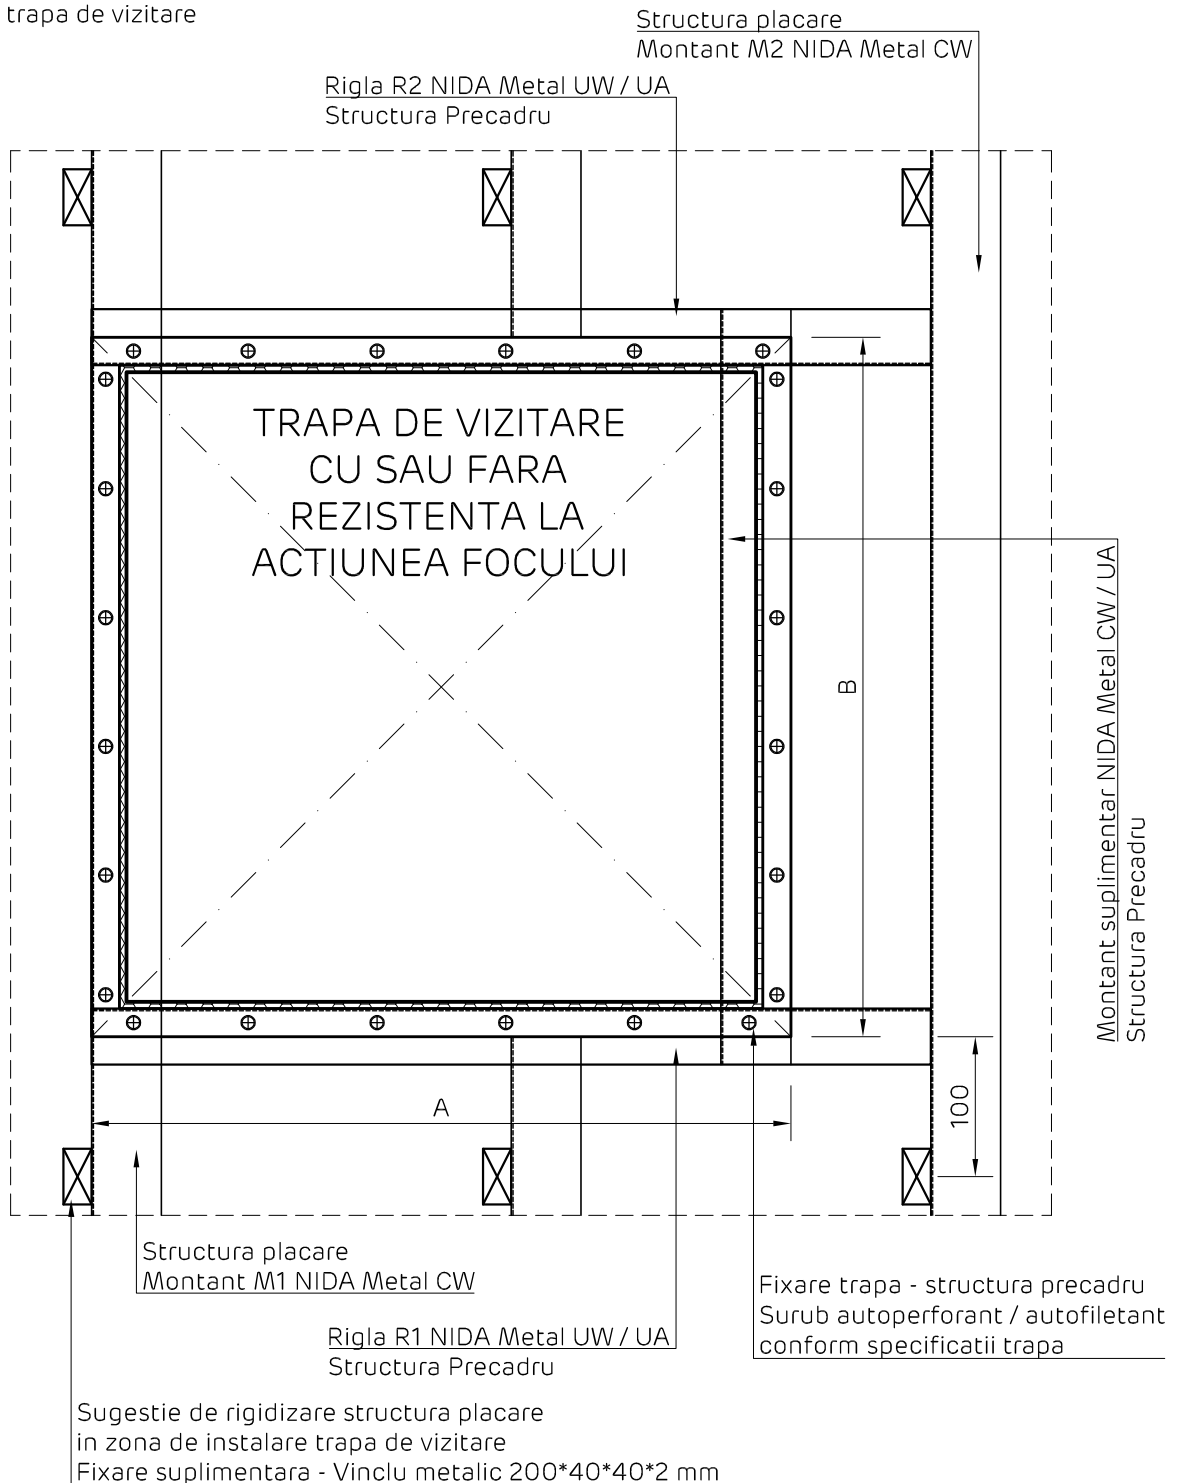 trapa de vizitare
Structura placare
Montant M2 NIDA Metal CW
Rigla R2 NIDA Metal UW / UA
Structura Precadru
TRAPA DE VIZITARE
CU SAU FARA
REZISTENTA LA
ACTIUNEA FOCULUI
Montant suplimentar NIDA Metal CW / UA
Structura Precadru
B
100
A
Structura placare
Montant M1 NIDA Metal CW
Fixare trapa - structura precadru
Surub autoperforant / autofiletant
conform specificatii trapa
Rigla R1 NIDA Metal UW / UA
Structura Precadru
Sugestie de rigidizare structura placare
in zona de instalare trapa de vizitare
Fixare suplimentara - Vinclu metalic 200*40*40*2 mm